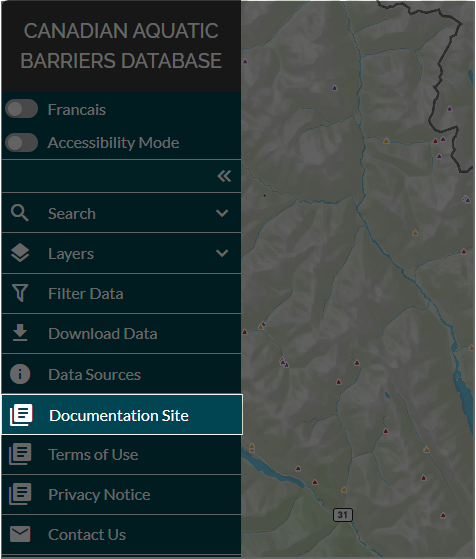 CANADIAN AQUATIC
BARRIERS DATABASE
Francais
Accessibility Mode
Search
Layers
Filter Data
Download Data
Data Sources
Documentation Site
Terms of Use
Privacy Notice
Contact Us
31